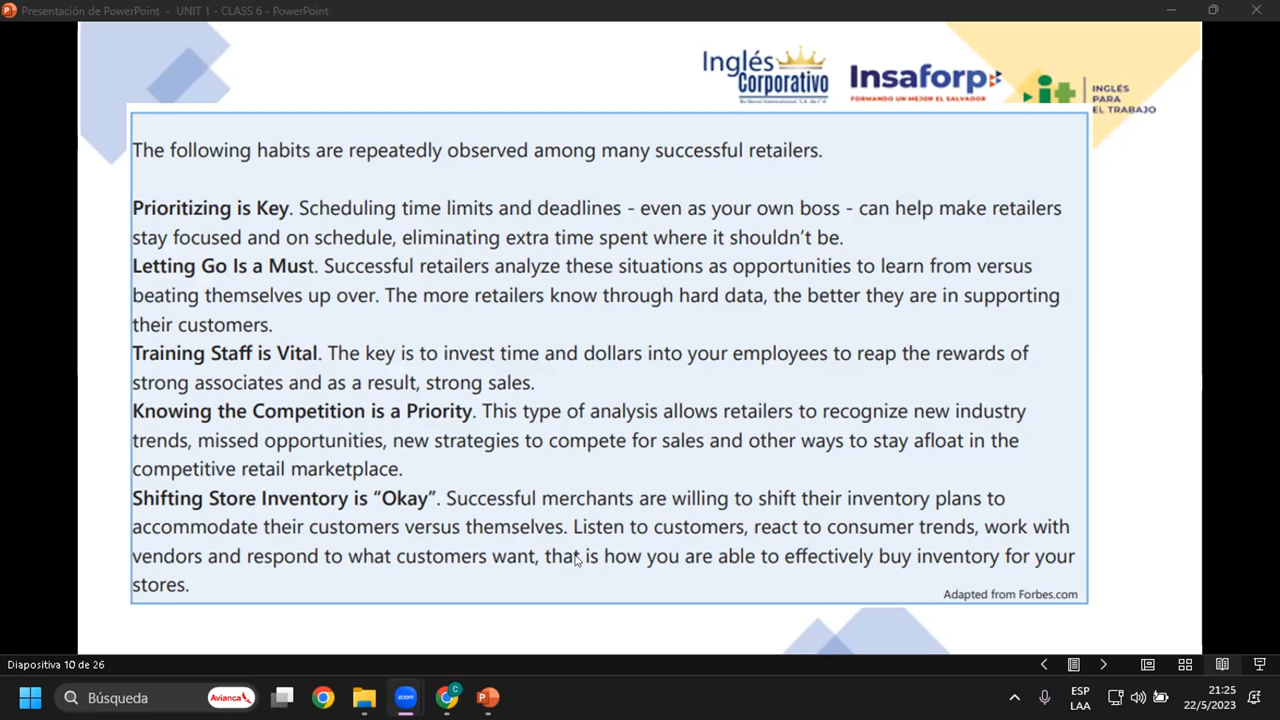 Presentación de PowerPoint - UNIT 1 - CLASS 6 - PowerPoint
Inglés
Corporativo
Insaforp
FORMANDO UN MEJOR EL SALVADOR
INGLÉS
PARA
EL TRABAJO
The following habits are repeatedly observed among many successful retailers.
Prioritizing is Key. Scheduling time limits and deadlines - even as your own boss - can help make retailers
stay focused and on schedule, eliminating extra time spent where it shouldn't be.
Letting Go Is a Must. Successful retailers analyze these situations as opportunities to learn from versus
beating themselves up over. The more retailers know through hard data, the better they are in supporting
their customers.
Training Staff is Vital. The key is to invest time and dollars into your employees to reap the rewards of
strong associates and as a result, strong sales.
Knowing the Competition is a Priority. This type of analysis allows retailers to recognize new industry
trends, missed opportunities, new strategies to compete for sales and other ways to stay afloat in the
competitive retail marketplace.
Shifting Store Inventory is “Okay”. Successful merchants are willing to shift their inventory plans to
accommodate their customers versus themselves. Listen to customers, react to consumer trends, work with
vendors and respond to what customers want, that is how you are able to effectively buy inventory for your
stores.
Adapted from Forbes.com
Diapositiva 10 de 26
Búsqueda
Avianca
zoom
ESP
LAA
21:25
22/5/2023